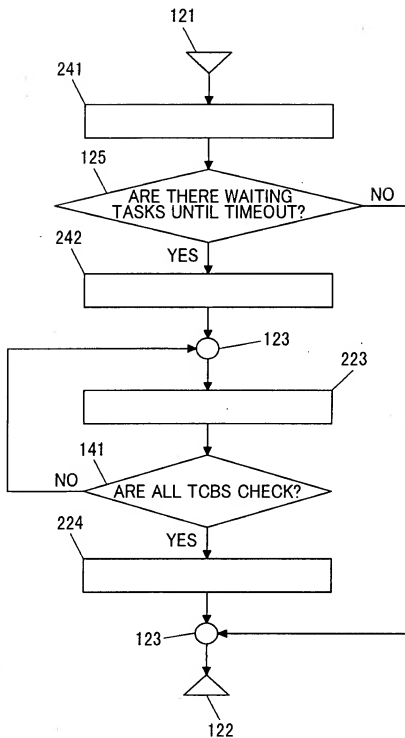 121
241
125
ARE THERE WAITING
TASKS UNTIL TIMEOUT?
NO
YES
242
123
223
141
NO
ARE ALL TCBS CHECK?
224
YES
123
122